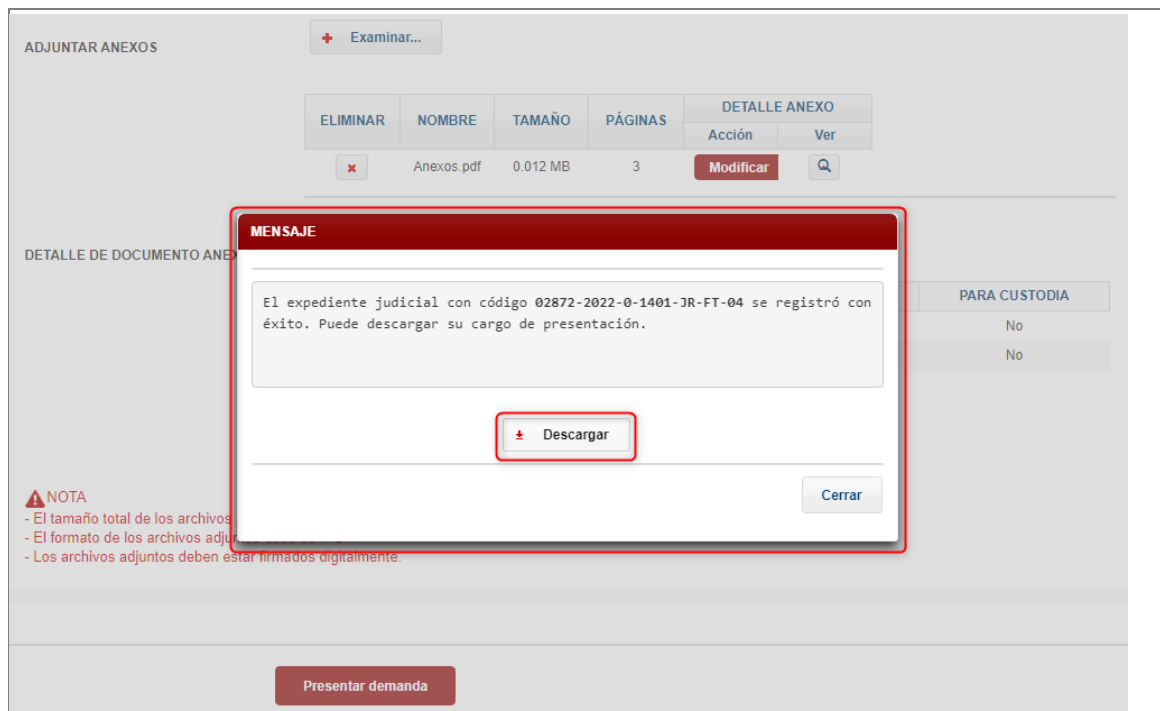 ADJUNTAR ANEXOS
Examinar...
ELIMINAR NOMBRE TAMAÑO PÁGINAS DETALLE ANEXO
Acción Ver
Anexos.pdf 0.012 MB 3 Modificar
MENSAJE
DETALLE DE DOCUMENTO
El expediente judicial con código 02872-2022-0-1401-JR-FT-04 se registró con
éxito. Puede descargar su cargo de presentación.
PARA CUSTODIA
No
No
Descargar
Cerrar
NOTA
- El tamaño total de los archivos
- El formato de los archivos
- Los archivos adjuntos deben estar firmados digitalmente.
Presentar demanda